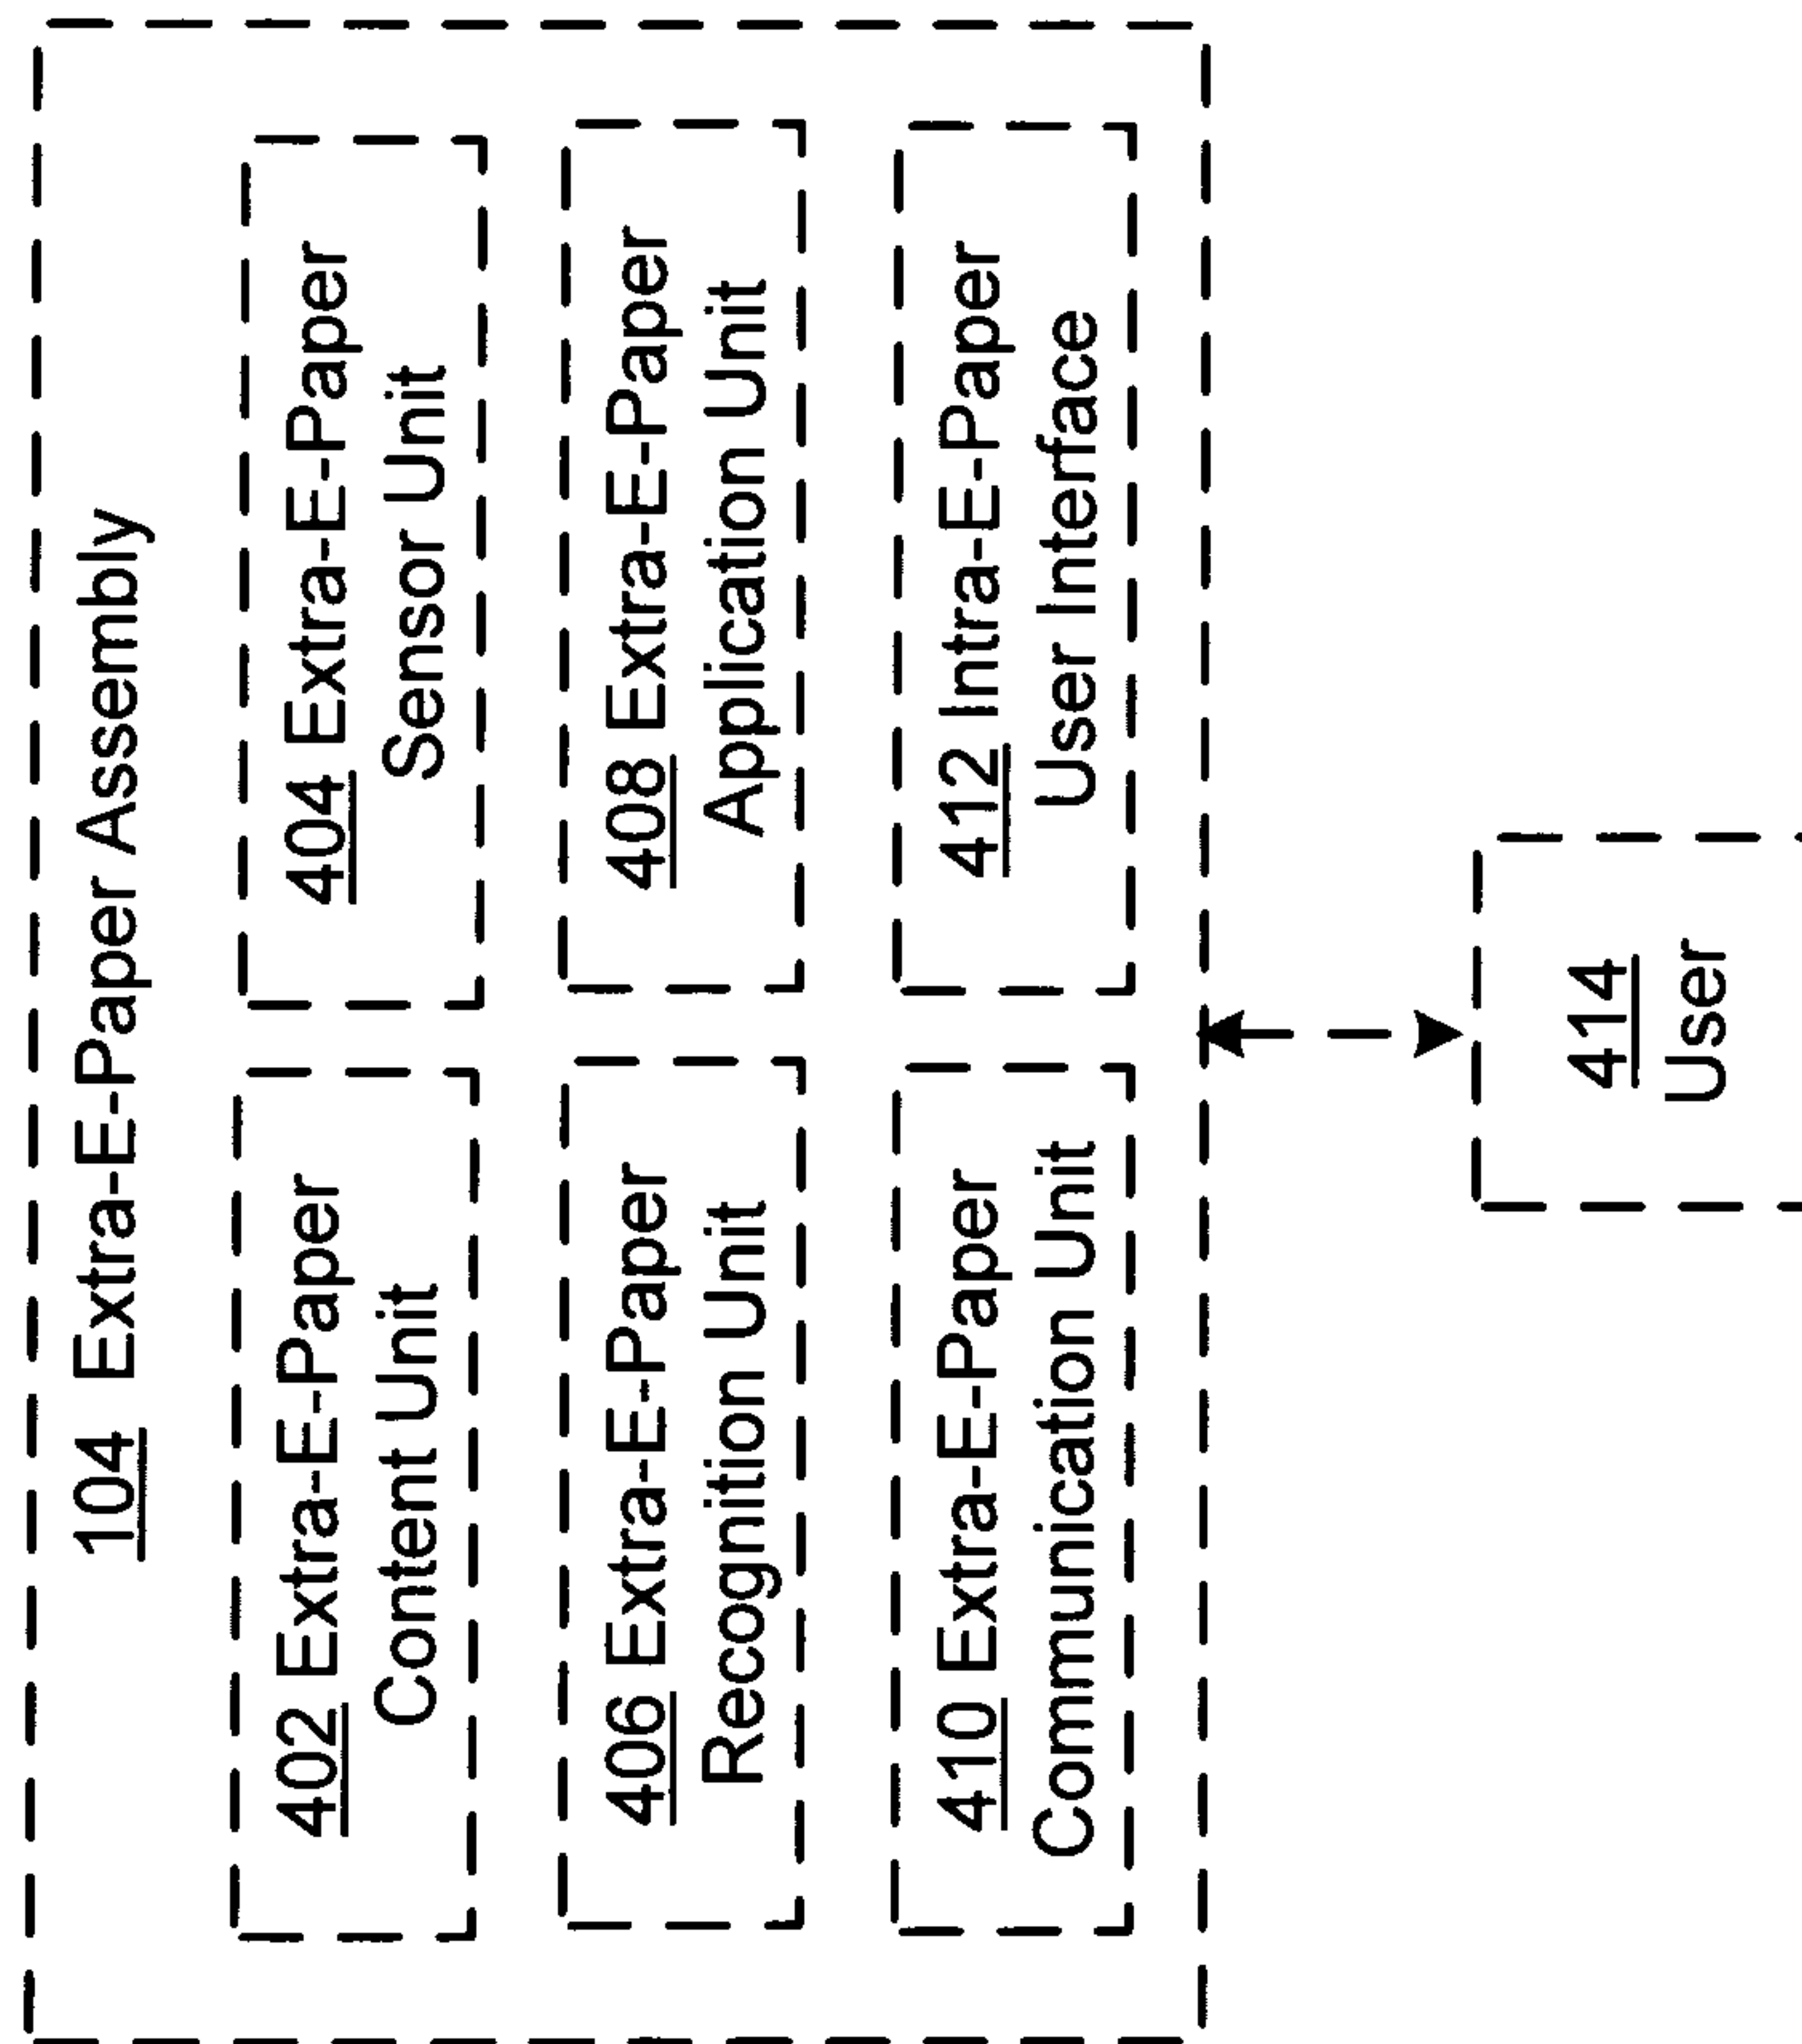 104 Extra-E-Paper Assembly
402 Extra-E-Paper
Content Unit
404 Extra-E-Paper
Sensor Unit
406 Extra-E-Paper
Recognition Unit
408 Extra-E-Paper
Application Unit
410 Extra-E-Paper
Communication Unit
412 Intra-E-Paper
User Interface
414
User